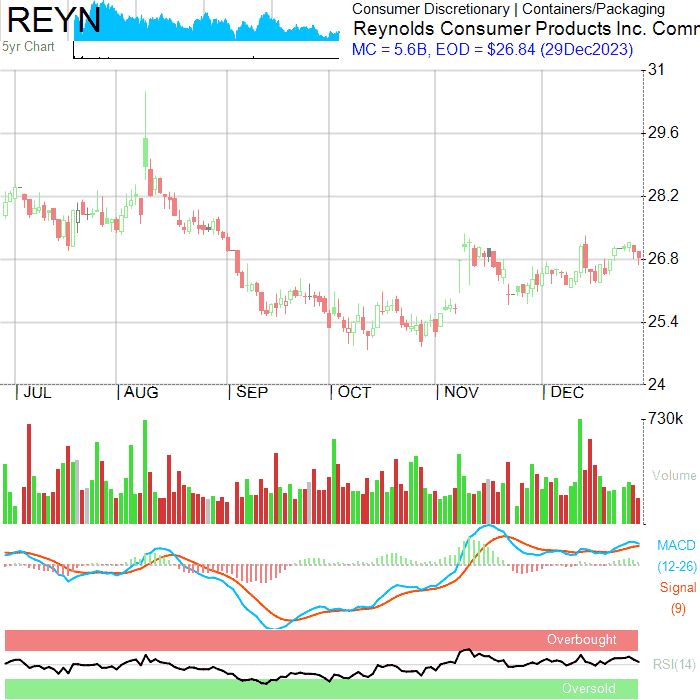 REYN
5yr Chart
Consumer Discretionary | Containers/Packaging
Reynolds Consumer Products Inc. Comm
MC = 5.6B, EOD = $26.84 (29Dec2023)
31
29.6
28.2
26.8
25.4
24
| JUL | AUG | SEP | OCT | NOV | DEC
730k
Volume
MACD
(12-26)
Signal
(9)
Overbought
RSI(14)
Oversold